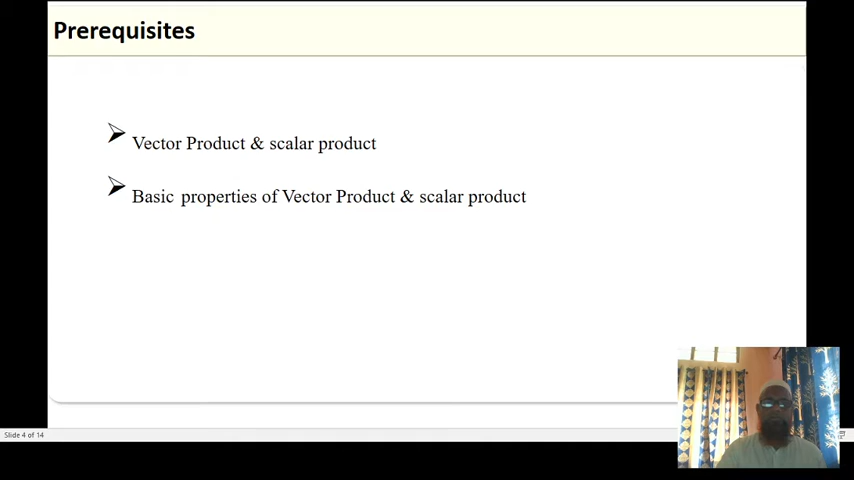 Prerequisites
Vector Product & scalar product
Basic properties of Vector Product & scalar product
Slide 4 of 14